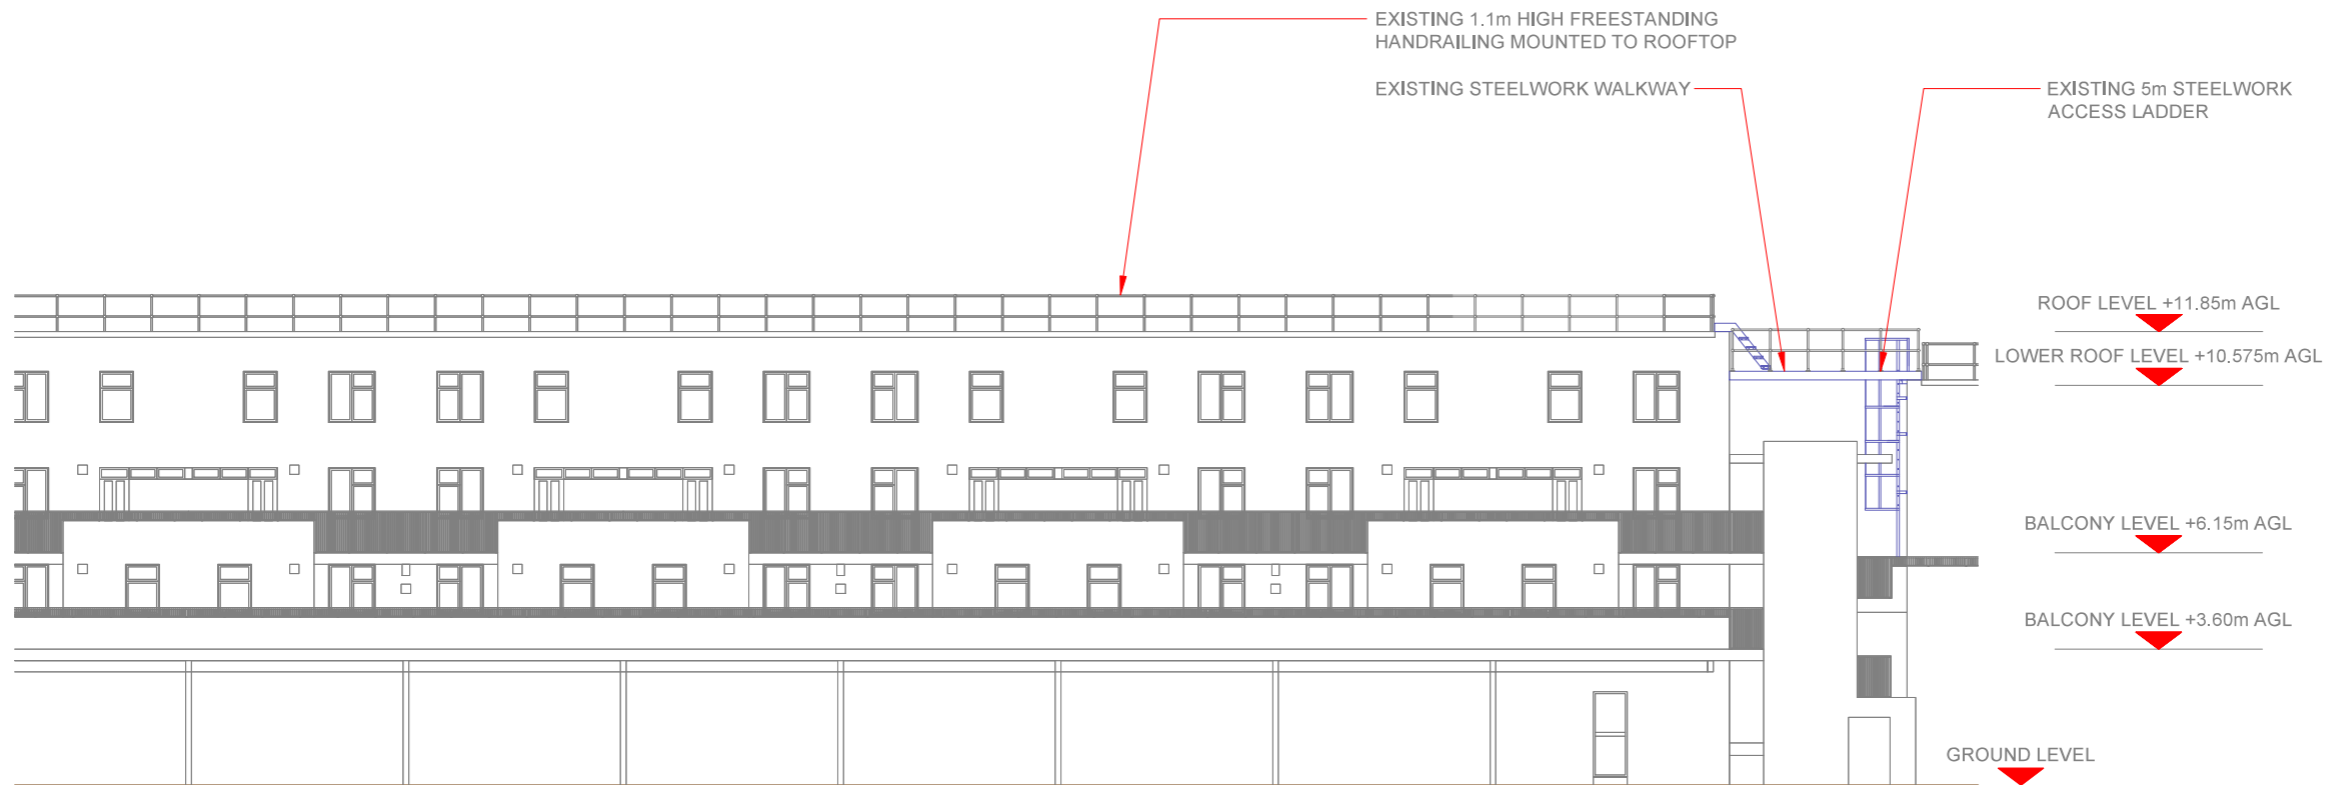 EXISTING 1.1m HIGH FREESTANDING
HANDRAILING MOUNTED TO ROOFTOP
EXISTING STEELWORK WALKWAY
EXISTING 5m STEELWORK
ACCESS LADDER
ROOF LEVEL +11.85m AGL
LOWER ROOF LEVEL +10.575m AGL
BALCONY LEVEL +6.15m AGL
BALCONY LEVEL +3.60m AGL
GROUND LEVEL